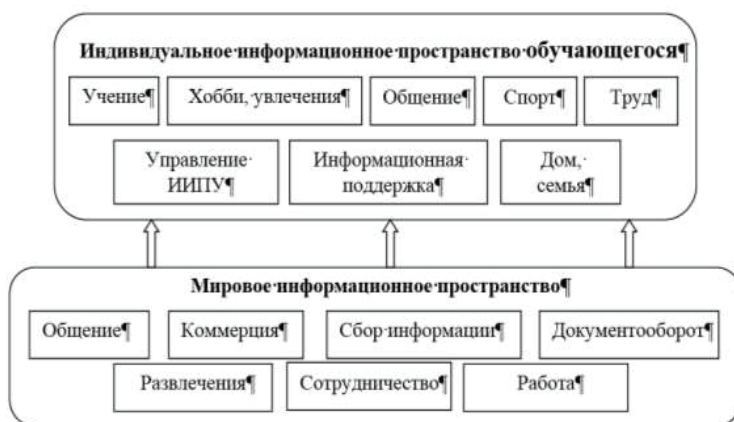 Индивидуальное·информационное·пространство·обучающегося¶
Учение¶
Хобби,·увлечения¶
Общение¶
Спорт¶
Труд¶
Управление·
ИИПУ¶
Информационная·
поддержка¶
Дом,·
семья¶
Мировое·информационное·пространство¶
Общение¶
Коммерция¶
Сбор·информации¶
Документооборот¶
Развлечения¶
Сотрудничество¶
Работа¶